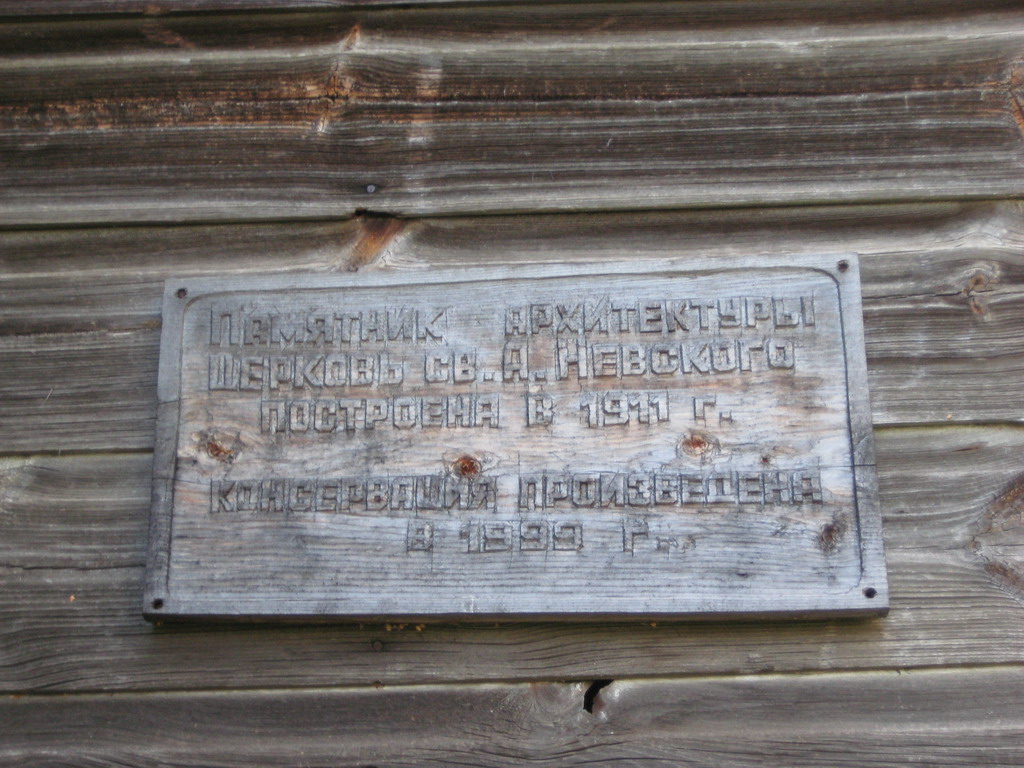 Памятник архитектуры
церковь св. А. Невского
построена в 1911 г.
Консервация произведена
в 1999 г.